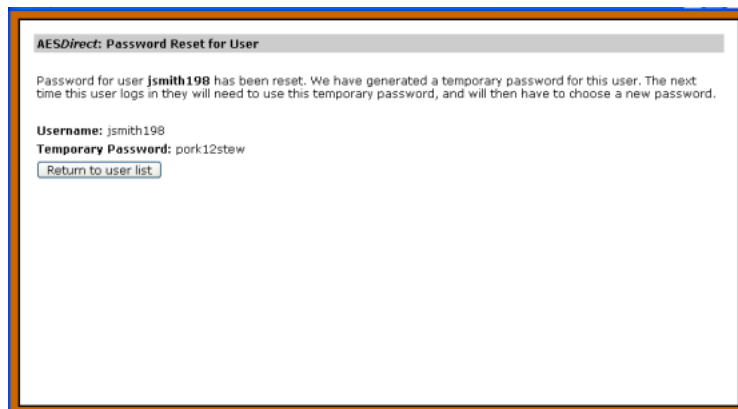 AESDirect: Password Reset for User
Password for user jsmith198 has been reset. We have generated a temporary password for this user. The next
time this user logs in they will need to use this temporary password, and will then have to choose a new password.
Username: jsmith198
Temporary Password: pork12stew
Return to user list